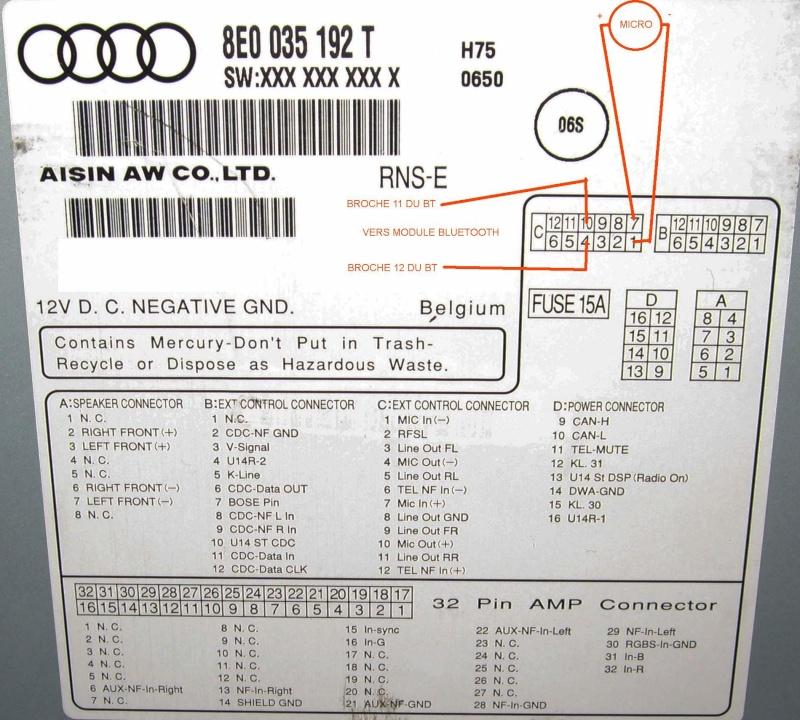 8E0 035 192 T
SW:XXX XXX XXX X
H75
0650
+
MICRO
-
06S
AISIN AW CO.,LTD.
RNS-E
BROCHE 11 DU BT
VERS MODULE BLUETOOTH
BROCHE 12 DU BT
C 12 11 10 9 8 7
6 5 4 3 2 1
B 12 11 10 9 8 7
6 5 4 3 2 1
12V D. C. NEGATIVE GND.
Belgium
FUSE 15A
D
16 12
15 11
14 10
13 9
A
8 4
7 3
6 2
5 1
Contains Mercury-Don't Put in Trash-
Recycle or Dispose as Hazardous Waste.
A:SPEAKER CONNECTOR
1 N. C.
2 RIGHT FRONT(+)
3 LEFT FRONT(+)
4 N. C.
5 N. C.
6 RIGHT FRONT(-)
7 LEFT FRONT(-)
8 N. C.
B:EXT CONTROL CONNECTOR
1 N.C.
2 CDC-NF GND
3 V-Signal
4 U14R-2
5 K-Line
6 CDC-Data OUT
7 BOSE Pin
8 CDC-NF L In
9 CDC-NF R In
10 U14 ST CDC
11 CDC-Data In
12 CDC-Data CLK
C:EXT CONTROL CONNECTOR
1 MIC In(-)
2 RFSL
3 Line Out FL
4 MIC Out(-)
5 Line Out RL
6 TEL NF In(-)
7 Mic In(+)
8 Line Out GND
9 Line Out FR
10 Mic Out(+)
11 Line Out RR
12 TEL NF In(+)
D:POWER CONNECTOR
9 CAN-H
10 CAN-L
11 TEL-MUTE
12 KL. 31
13 U14 St DSP(Radio On)
14 DWA-GND
15 KL. 30
16 U14R-1
32 31 30 29 28 27 26 25 24 23 22 21 20 19 18 17
16 15 14 13 12 11 10 9 8 7 6 5 4 3 2 1
32 Pin AMP Connector
1 N. C.
2 N. C.
3 N. C.
4 N. C.
5 N. C.
6 AUX-NF-In-Right
7 N. C.
8 N. C.
9 N. C.
10 N. C.
11 N. C.
12 N. C.
13 NF-In-Right
14 SHIELD GND
15 In-sync
16 In-G
17 N. C.
18 N. C.
19 N. C.
20 N. C.
21 AUX-NF-GND
22 AUX-NF-In-Left
23 N. C.
24 N. C.
25 N. C.
26 N. C.
27 N. C.
28 NF-In-GND
29 NF-In-Left
30 RGBS-In-GND
31 In-B
32 In-R